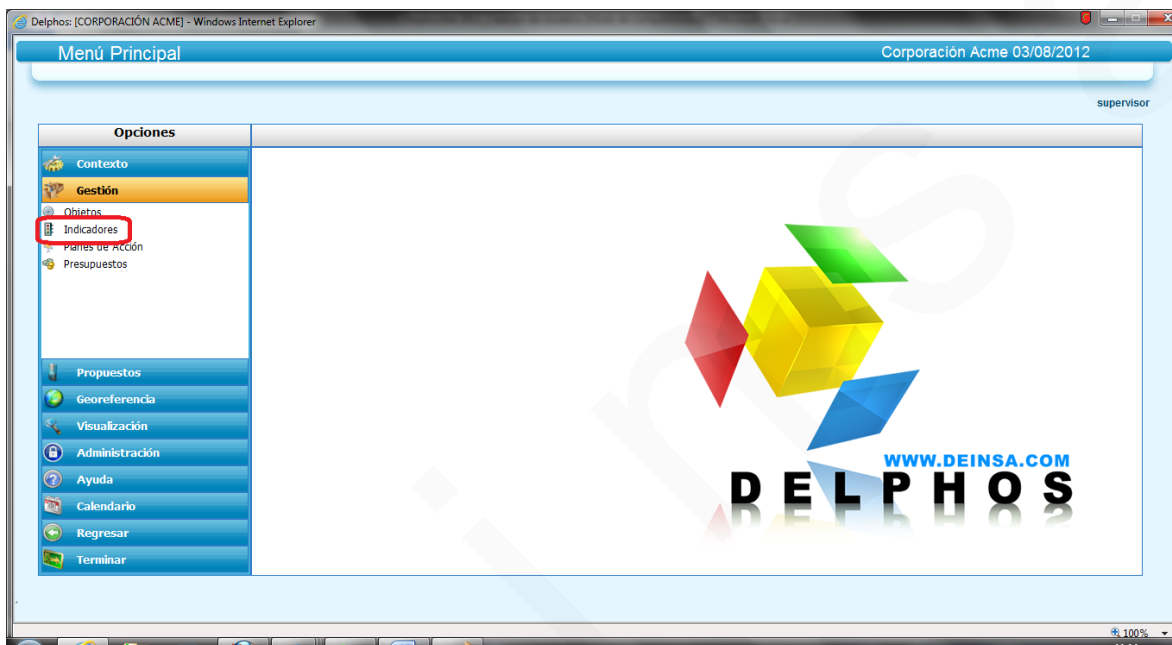 Delphos: [CORPORACIÓN ACME] - Windows Internet Explorer
Menú Principal
Corporación Acme 03/08/2012
supervisor
Opciones
Contexto
Gestión
Objetos
Indicadores
Planes de Acción
Presupuestos
Propuestos
Georeferencia
Visualización
Administración
Ayuda
Calendario
Regresar
Terminar
WWW.DEINSA.COM
DELPHOS
100%